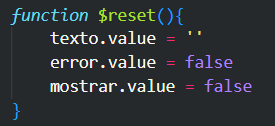 function $reset(){
texto.value = ''
error.value = false
mostrar.value = false
}